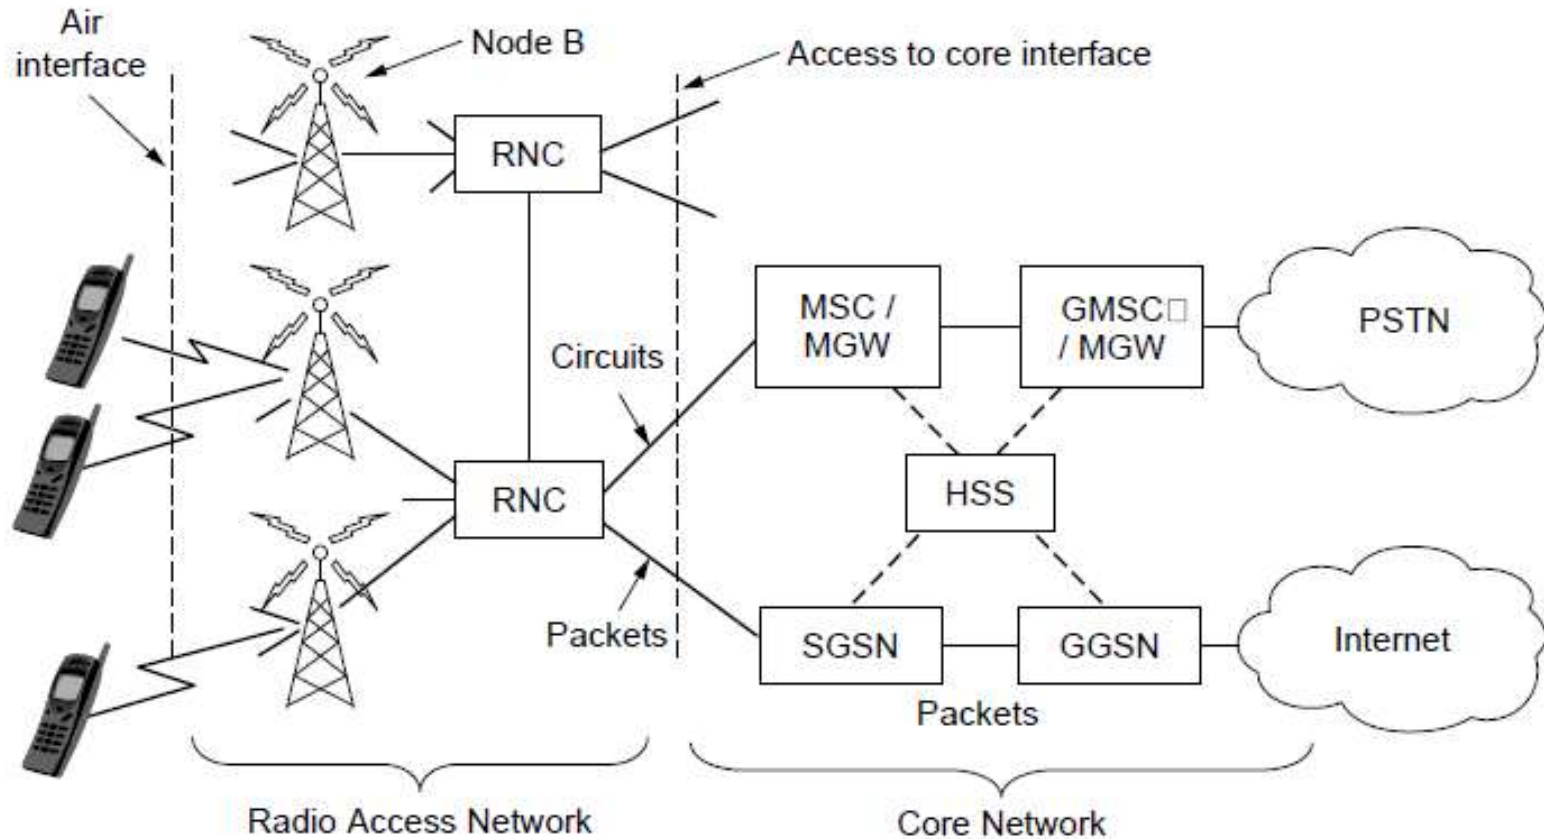 Air
interface
Node B
Access to core interface
RNC
MSC /
MGW
GMSC□
/ MGW
PSTN
Circuits
RNC
HSS
Packets
SGSN
GGSN
Internet
Packets
Radio Access Network
Core Network